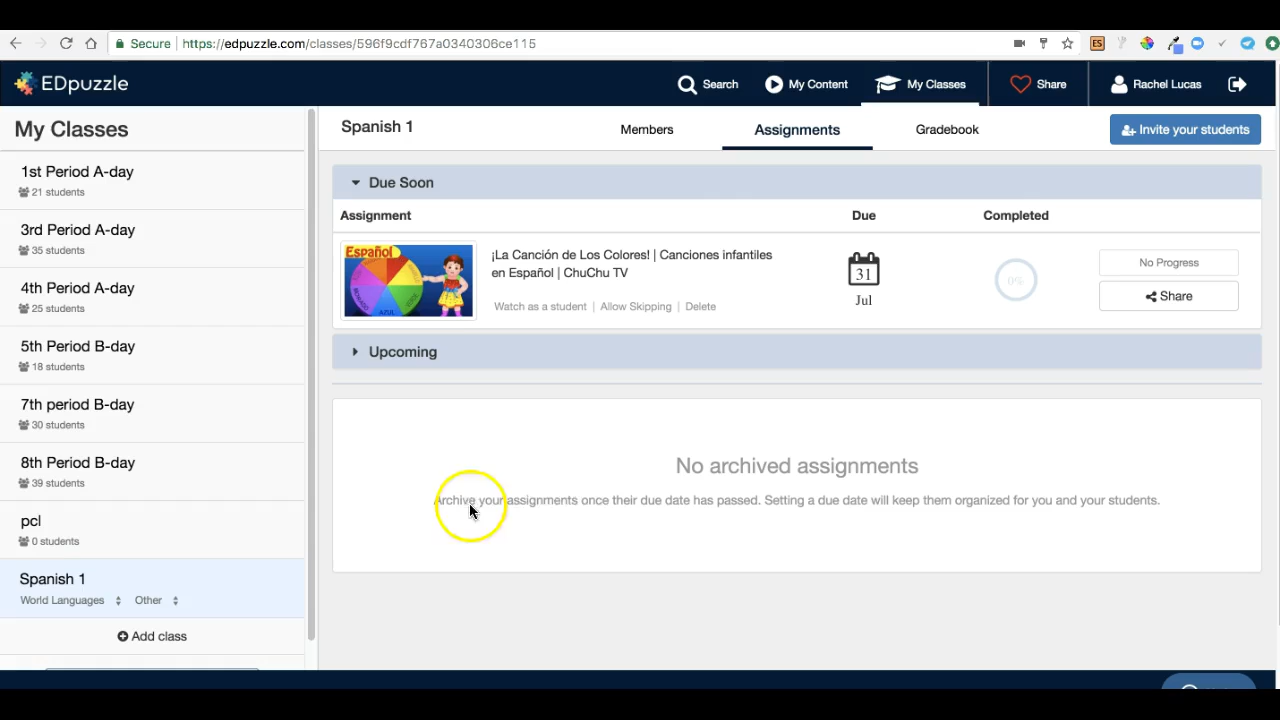 Secure
https://edpuzzle.com/classes/596f9cdf767a0340306ce115
ES
EDpuzzle
Search
My Content
My Classes
Share
Rachel Lucas
My Classes
1st Period A-day
21 students
3rd Period A-day
35 students
4th Period A-day
25 students
5th Period B-day
18 students
7th period B-day
30 students
8th Period B-day
39 students
pcl
0 students
Spanish 1
World Languages Other
Add class
Spanish 1
Members
Assignments
Gradebook
Invite your students
Due Soon
Assignment Due Completed
Español
AZUL
¡La Canción de Los Colores! | Canciones infantiles
en Español | ChuChu TV
Watch as a student | Allow Skipping | Delete
31
Jul
0%
No Progress
Share
Upcoming
No archived assignments
Archive your assignments once their due date has passed. Setting a due date will keep them organized for you and your students.